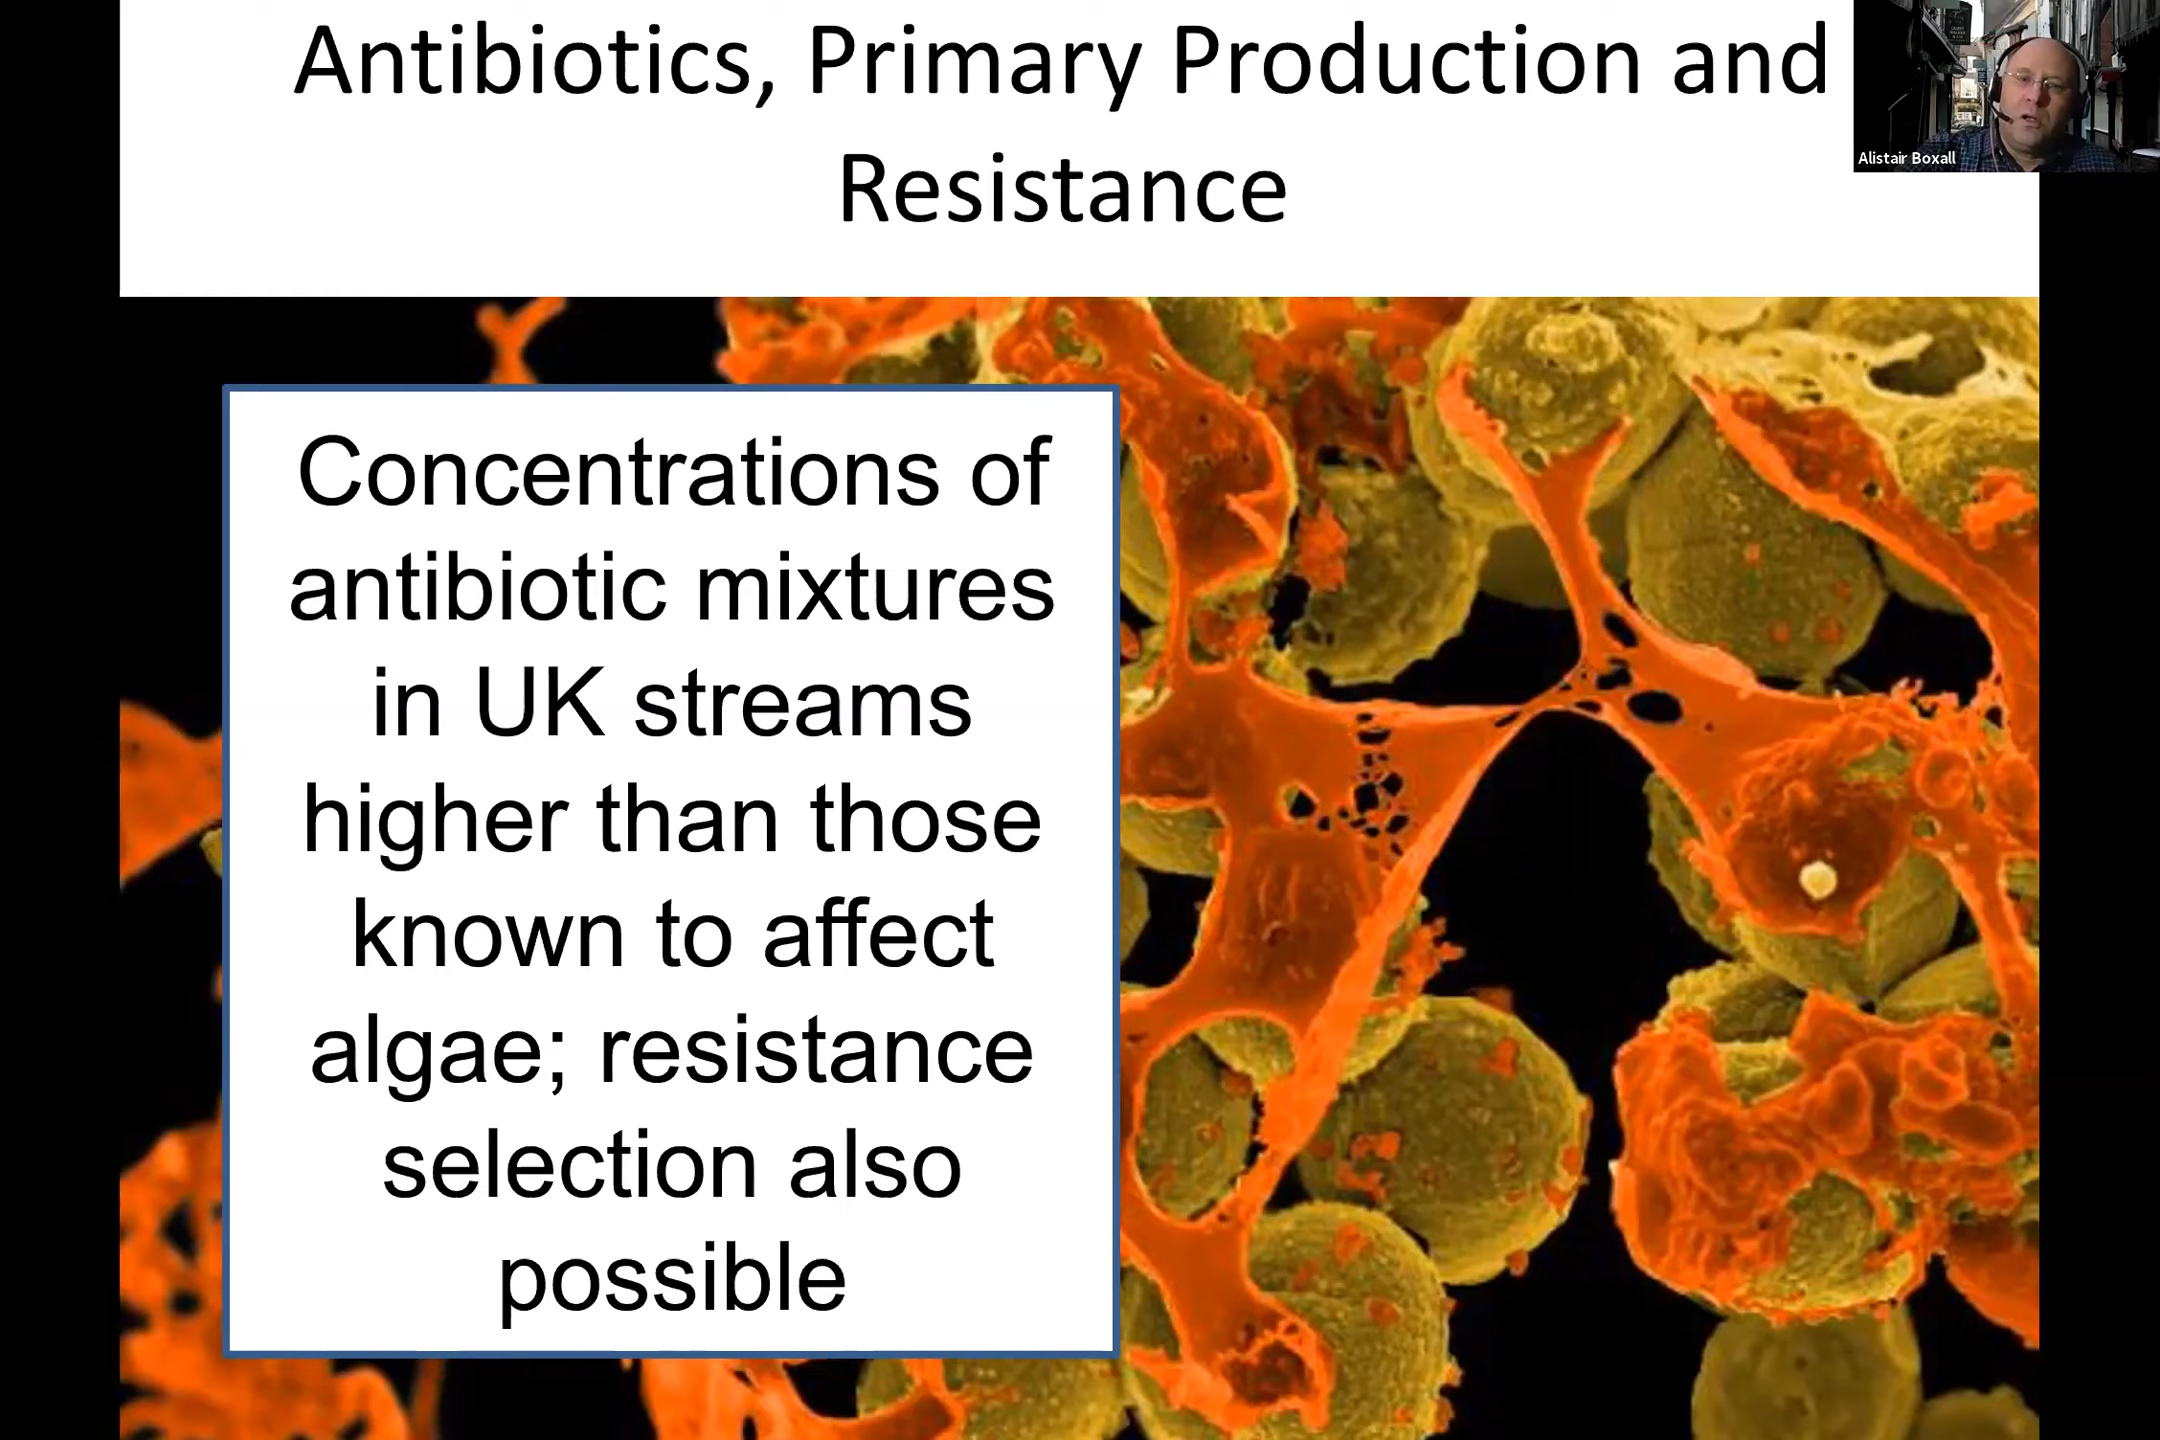 Antibiotics, Primary Production and
Resistance
Alistair Boxall
Concentrations of
antibiotic mixtures
in UK streams
higher than those
known to affect
algae; resistance
selection also
possible